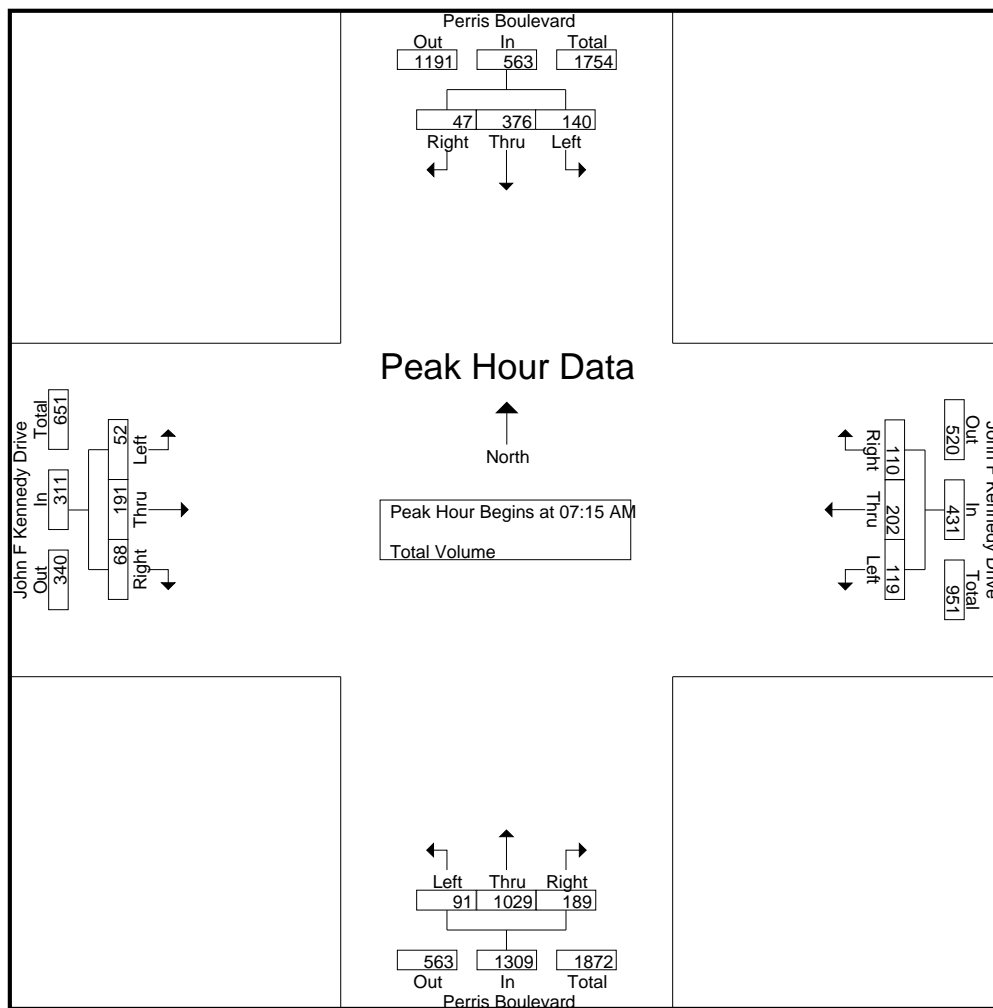 Perris Boulevard
Out In Total
1191 563 1754
47 376 140
Right Thru Left
Peak Hour Data
North
Peak Hour Begins at 07:15 AM
Total Volume
John F Kennedy Drive
Total In Out
651 311 340
52 191 68
Left Thru Right
John F Kennedy Drive
Out In Total
520 431 951
110 202 119
Right Thru Left
Left Thru Right
91 1029 189
563 1309 1872
Out In Total
Perris Boulevard